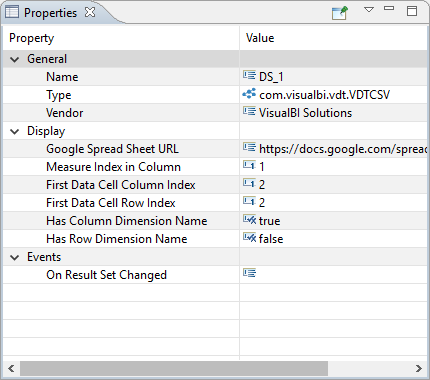 Properties
Property Value
General
Name DS_1
Type com.visualbi.vdt.VDTCSV
Vendor VisualBI Solutions
Display
Google Spread Sheet URL https://docs.google.com/spread
Measure Index in Column 1
First Data Cell Column Index 2
First Data Cell Row Index 2
Has Column Dimension Name true
Has Row Dimension Name false
Events
On Result Set Changed